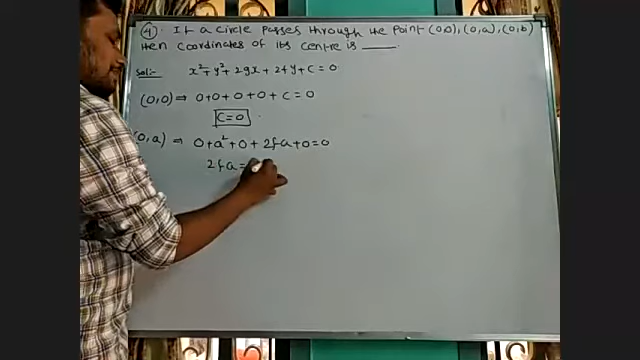 (4). If a Circle Passes through the Point (0,0), (0,a), (0,b)
then coordinates of its centre is ____.
Sol:- x²+y²+2gx+2fy+c=0
(0,0) ⇒ 0+0+0+0+c=0
c=0
(0,a) ⇒ 0+a²+0+2fa+0=0
2fa=